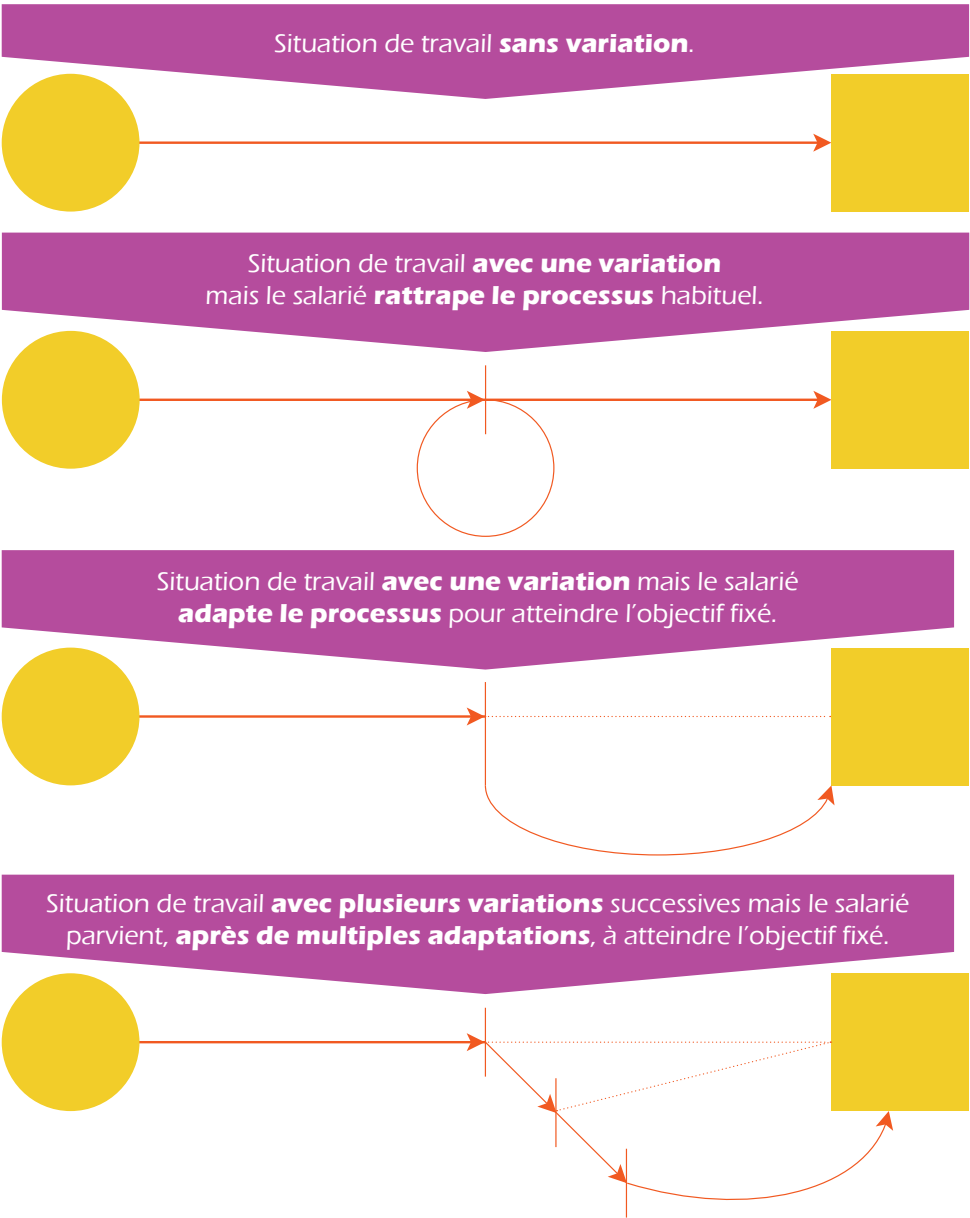 Situation de travail sans variation.
Situation de travail avec une variation
mais le salarié rattrape le processus habituel.
Situation de travail avec une variation mais le salarié
adapte le processus pour atteindre l’objectif fixé.
Situation de travail avec plusieurs variations successives mais le salarié
parvient, après de multiples adaptations, à atteindre l’objectif fixé.